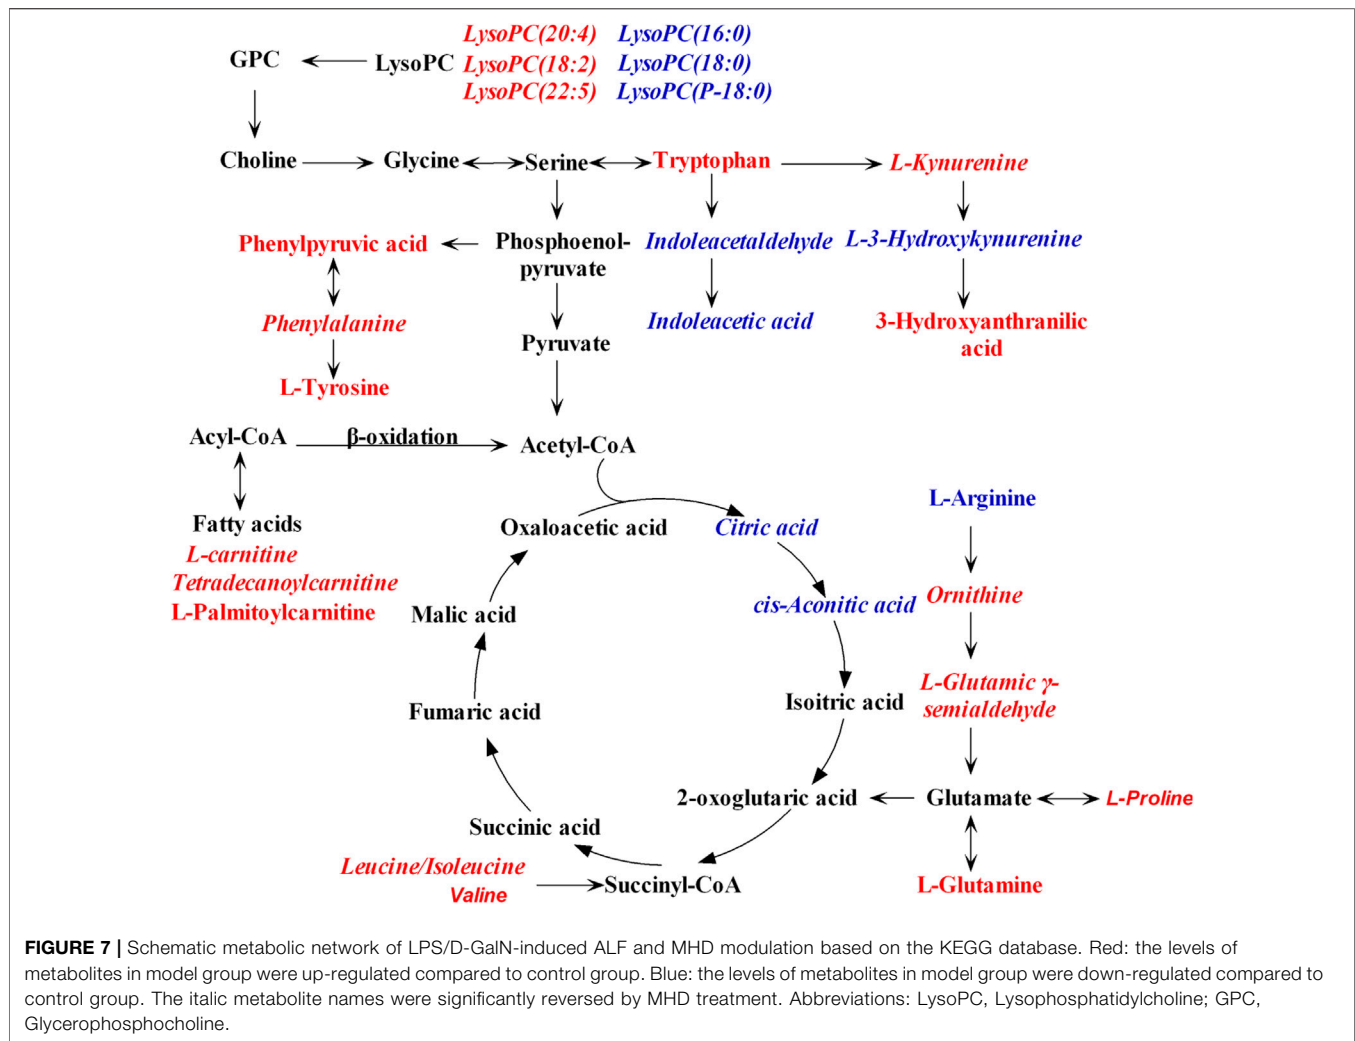 LysoPC(20:4) LysoPC(16:0)
GPC LysoPC LysoPC(18:2) LysoPC(18:0)
LysoPC(22:5) LysoPC(P-18:0)
Choline Glycine Serine Tryptophan L-Kynurenine
Phenylpyruvic acid Phosphoenol- Indoleacetaldehyde L-3-Hydroxykynurenine
pyruvate
Phenylalanine Indoleacetic acid 3-Hydroxyanthranilic
Pyruvate acid
L-Tyrosine
Acyl-CoA β-oxidation Acetyl-CoA
L-Arginine
Fatty acids Oxaloacetic acid Citric acid
L-carnitine
Tetradecanoylcarnitine
L-Palmitoylcarnitine Malic acid cis-Aconitic acid Ornithine
L-Glutamic γ-
Fumaric acid Isoitric acid semialdehyde
2-oxoglutaric acid Glutamate L-Proline
Succinic acid
Leucine/Isoleucine
Valine Succinyl-CoA L-Glutamine
FIGURE 7 | Schematic metabolic network of LPS/D-GalN-induced ALF and MHD modulation based on the KEGG database. Red: the levels of
metabolites in model group were up-regulated compared to control group. Blue: the levels of metabolites in model group were down-regulated compared to
control group. The italic metabolite names were significantly reversed by MHD treatment. Abbreviations: LysoPC, Lysophosphatidylcholine; GPC,
Glycerophosphocholine.